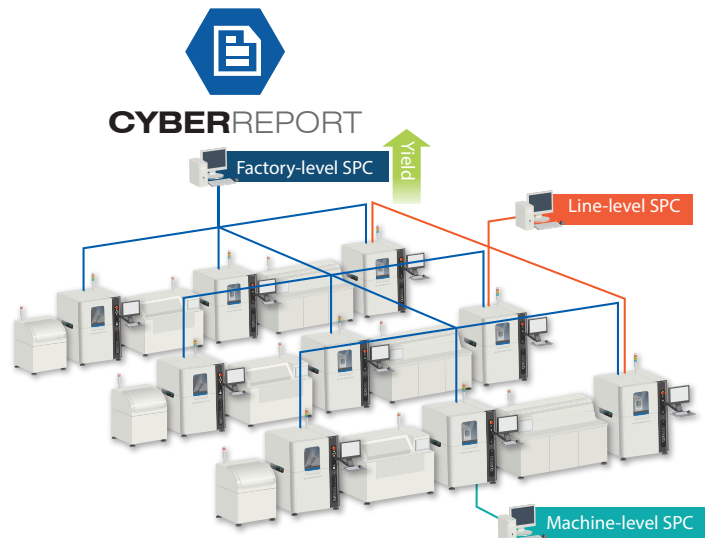 CYBERREPORT
Yield
Factory-level SPC
Line-level SPC
Machine-level SPC